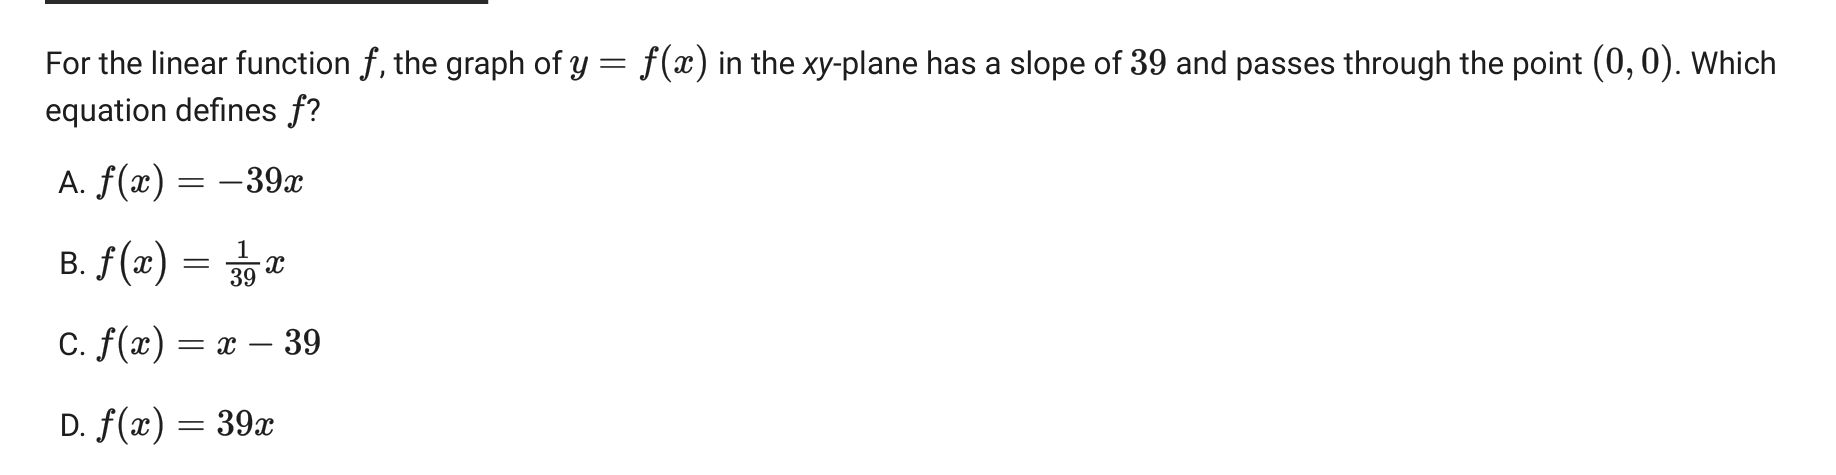 For the linear function f, the graph of y = f(x) in the xy-plane has a slope of 39 and passes through the point (0, 0). Which
equation defines f?
A. f(x) = −39x
B. f(x) = 1/39 x
C. f(x) = x − 39
D. f(x) = 39x